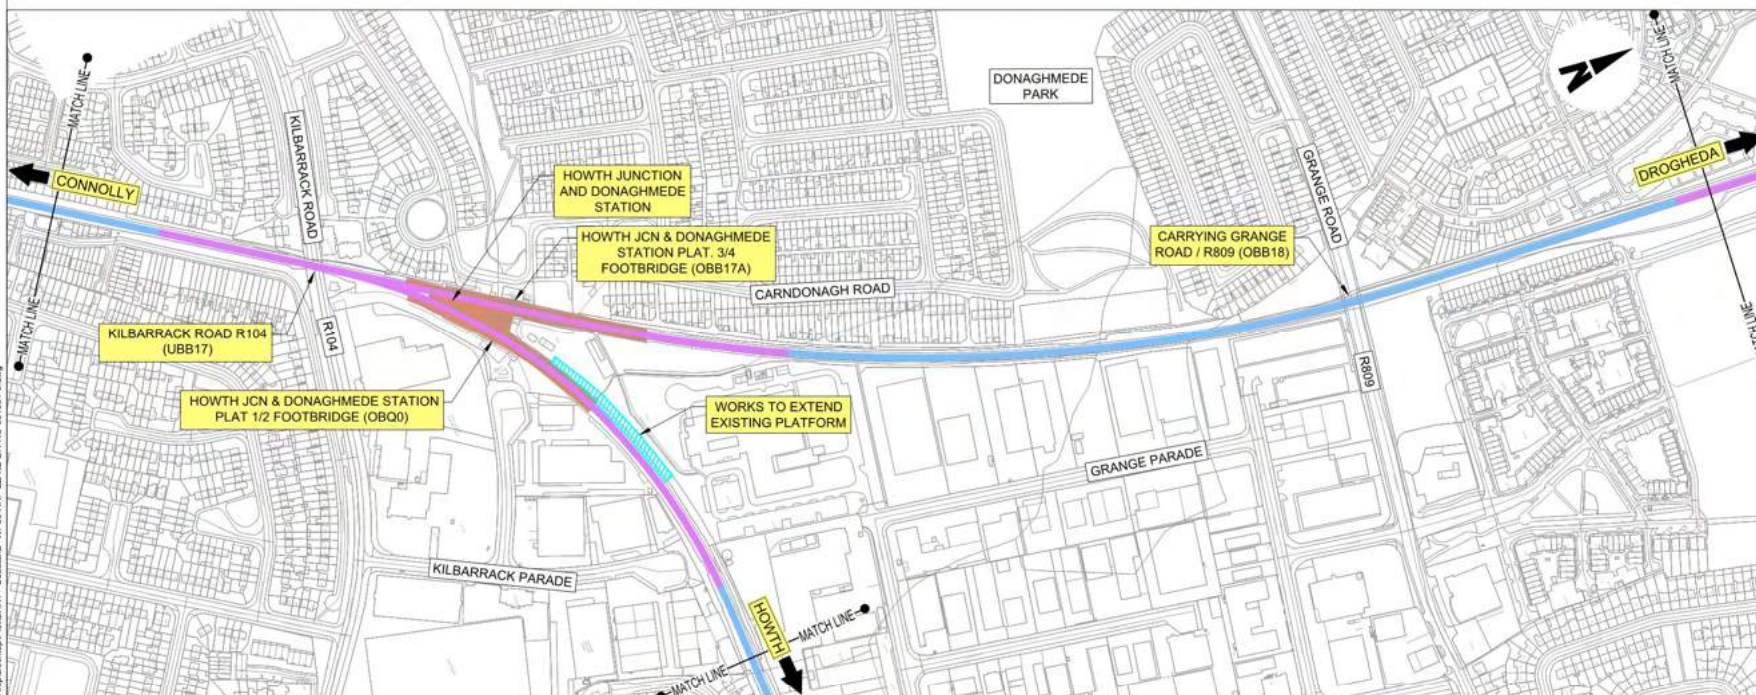 MATCH LINE
MATCH LINE
CONNOLLY
KILBARRACK ROAD
R104
HOWTH JUNCTION
AND DONAGHMEDE
STATION
HOWTH JCN & DONAGHMEDE
STATION PLAT. 3/4
FOOTBRIDGE (OBB17A)
KILBARRACK ROAD R104
(UBB17)
HOWTH JCN & DONAGHMEDE STATION
PLAT 1/2 FOOTBRIDGE (OBQ0)
WORKS TO EXTEND
EXISTING PLATFORM
CARNDONAGH ROAD
DONAGHMEDE
PARK
CARRYING GRANGE
ROAD / R809 (OBB18)
GRANGE ROAD
R809
GRANGE PARADE
KILBARRACK PARADE
HOWTH
MATCH LINE
MATCH LINE
N
DROGHEDA
MATCH LINE